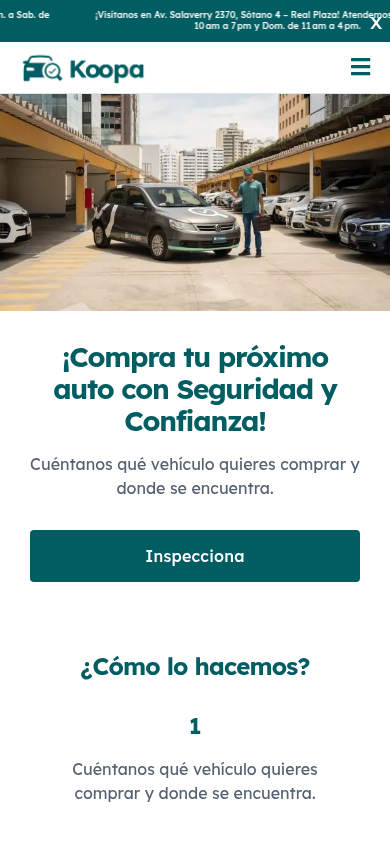 n. a Sab. de
¡Visítanos en Av. Salaverry 2370, Sótano 4 – Real Plaza! Atendemos
10 am a 7 pm y Dom. de 11 am a 4 pm.
X
Koopa
¡Compra tu próximo
auto con Seguridad y
Confianza!
Cuéntanos qué vehículo quieres comprar y
donde se encuentra.
Inspecciona
¿Cómo lo hacemos?
1
Cuéntanos qué vehículo quieres
comprar y donde se encuentra.